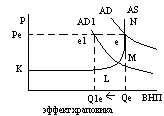 P AD1 AD AS
Pe e1 e N
K M
L
Q1e ← Qe ВНП
эффект храповика